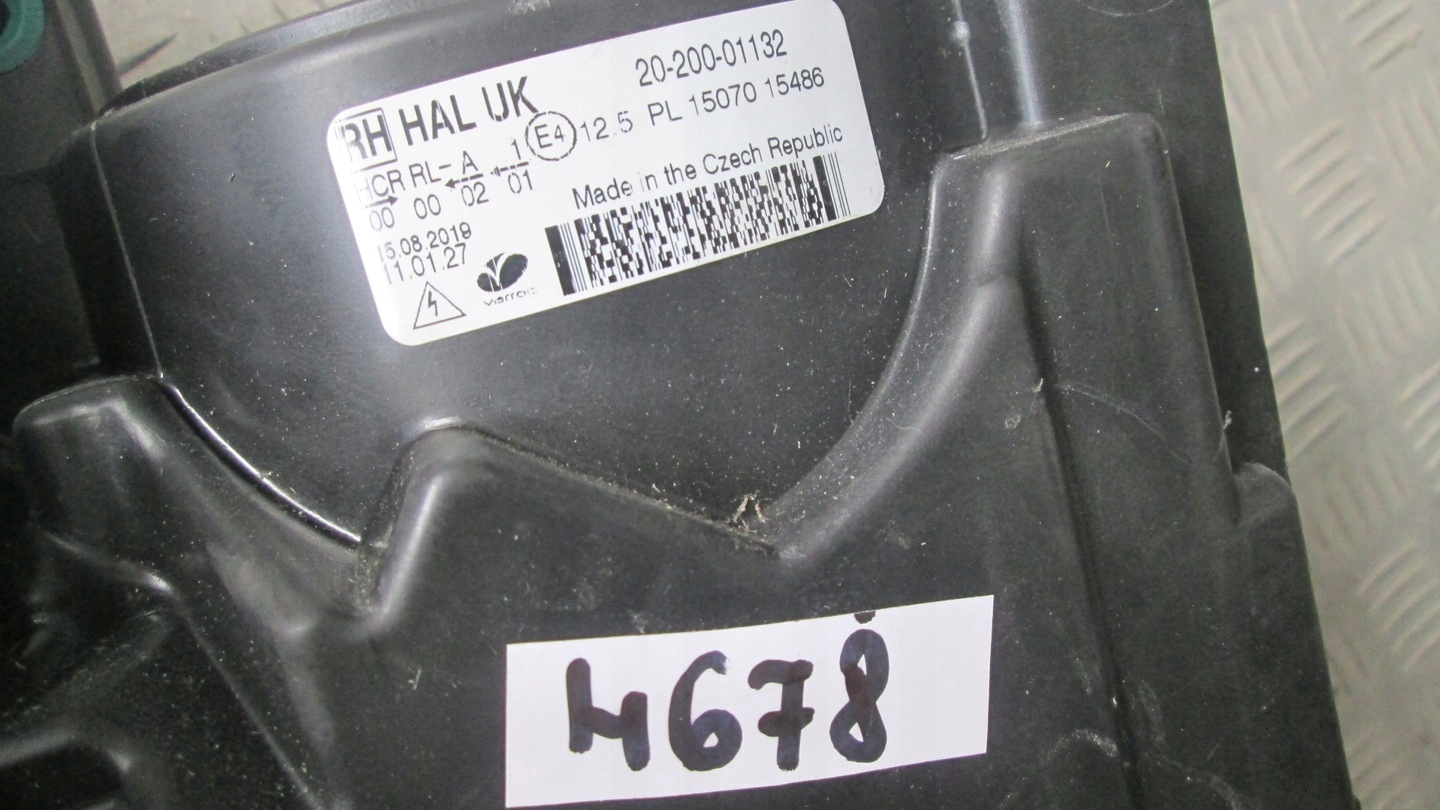 RH HAL UK
20-200-01132
HCR RL- A 1 E4 12.5 PL 15070 15486
00 00 02 01
Made in the Czech Republic
15.08.2019
11.01.27
4678